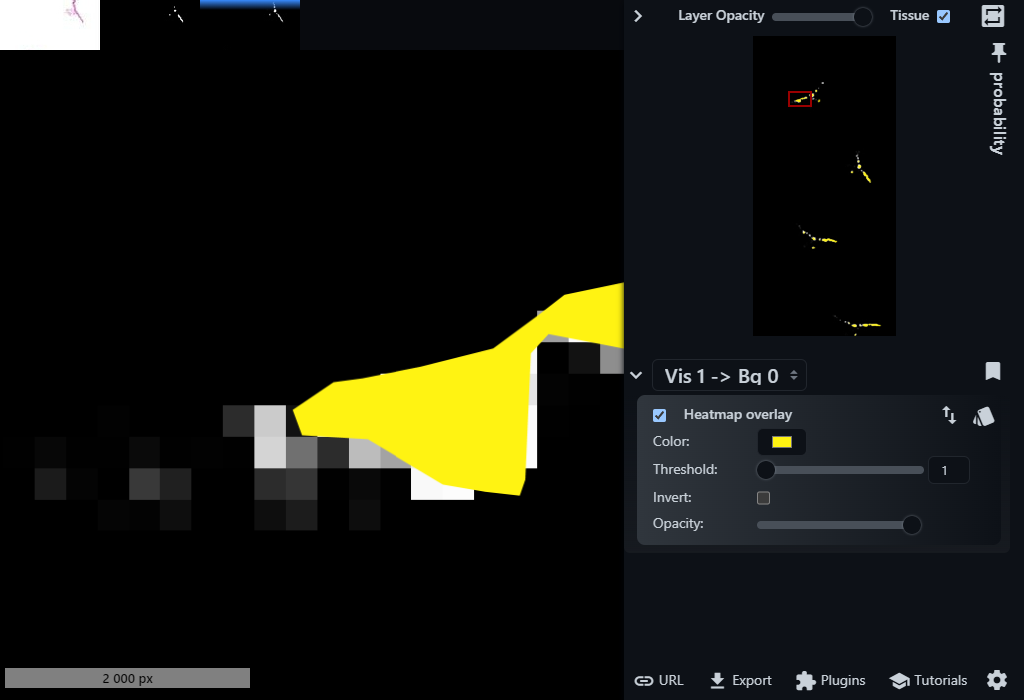 Layer Opacity
Tissue
probability
Vis 1 -> Bg 0
Heatmap overlay
Color:
Threshold:
1
Invert:
Opacity:
2 000 px
URL
Export
Plugins
Tutorials